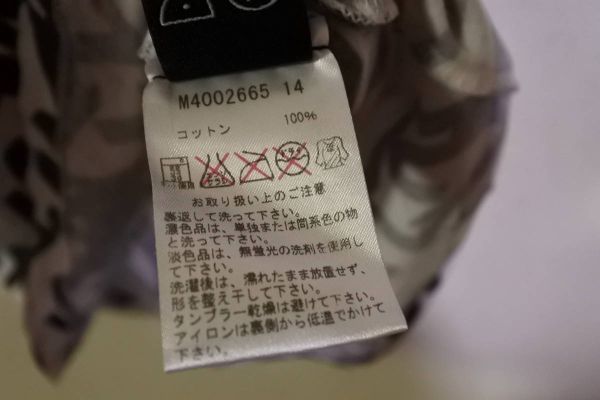 M4002665 14
コットン 100%
お取り扱い上のご注意
裏返して洗って下さい。
濃色品は、単独または同系色の物
と洗って下さい。
淡色品は、無蛍光の洗剤を使用し
て下さい。
洗濯後は、濡れたまま放置せず、
形を整え干して下さい。
タンブラー乾燥は避けて下さい。
アイロンは裏側から低温でかけて
下さい。